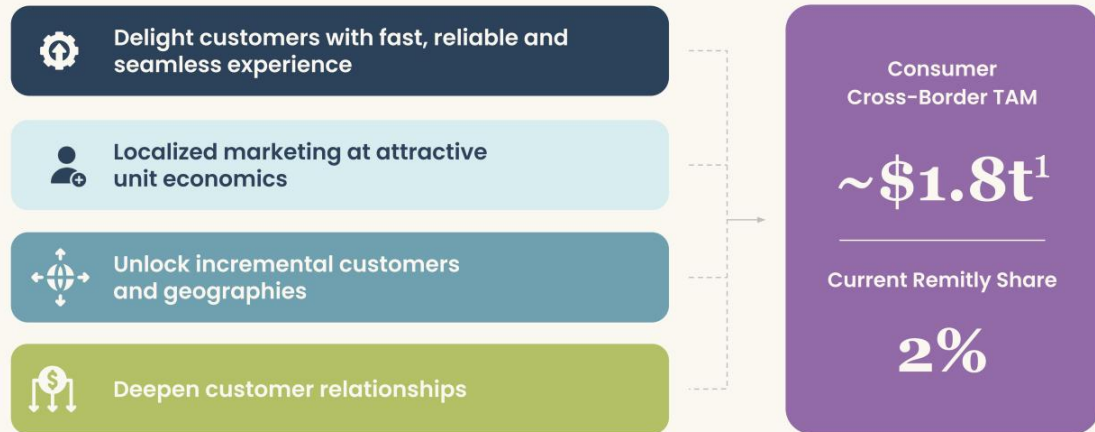 Delight customers with fast, reliable and
seamless experience
Localized marketing at attractive
unit economics
Unlock incremental customers
and geographies
$
Deepen customer relationships
Consumer
Cross-Border TAM
~$1.8t¹
Current Remitly Share
2%